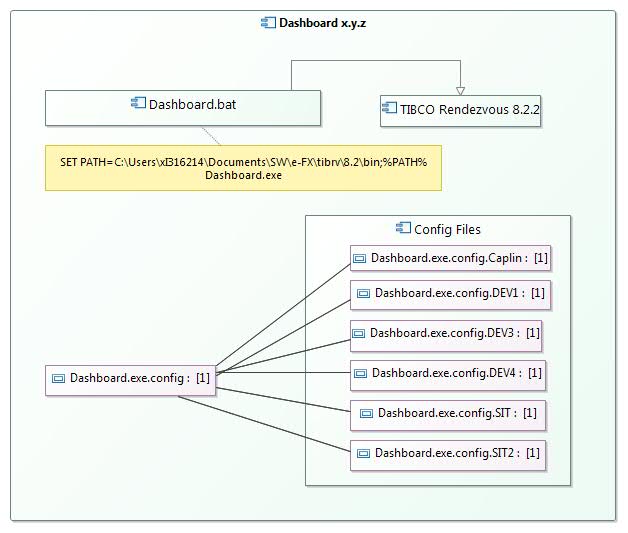 Dashboard x.y.z
Dashboard.bat
TIBCO Rendezvous 8.2.2
SET PATH=C:\Users\xl316214\Documents\SW\e-FX\tibrv\8.2\bin;%PATH%
Dashboard.exe
Config Files
Dashboard.exe.config.Caplin : [1]
Dashboard.exe.config.DEV1 : [1]
Dashboard.exe.config.DEV3 : [1]
Dashboard.exe.config : [1]
Dashboard.exe.config.DEV4 : [1]
Dashboard.exe.config.SIT : [1]
Dashboard.exe.config.SIT2 : [1]